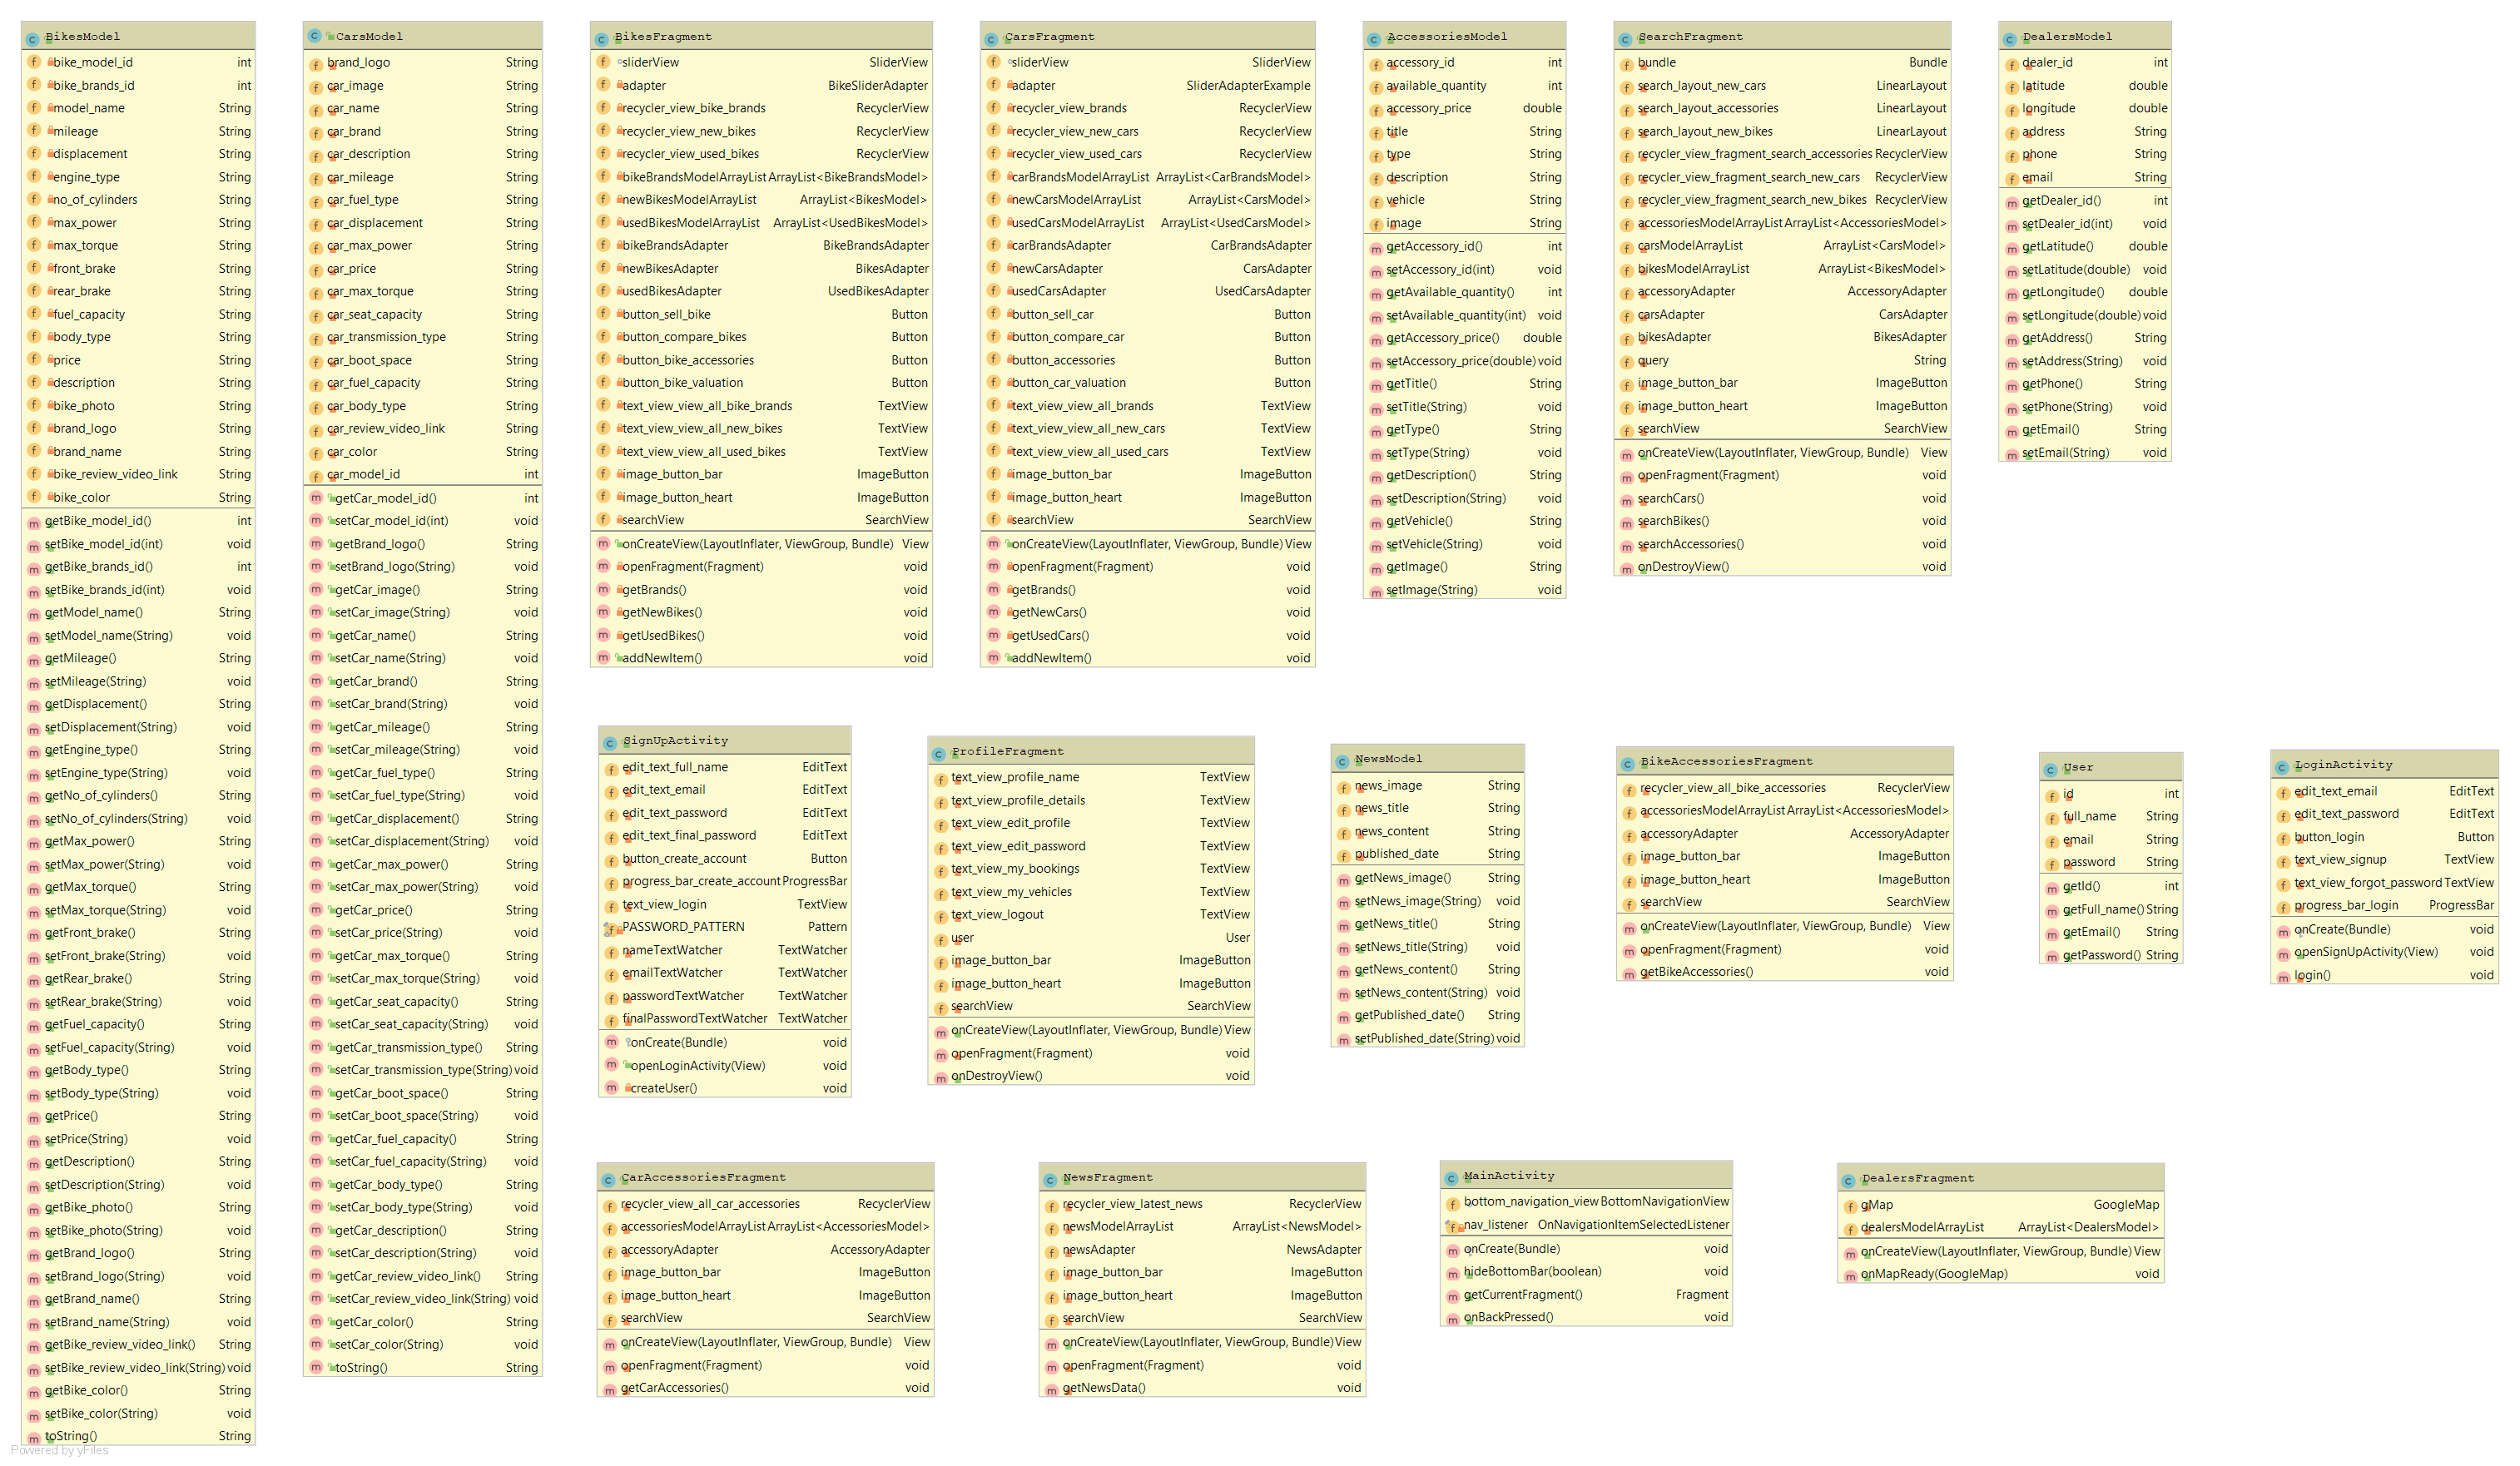 BikesModel
bike_model_id int
bike_brands_id int
model_name String
mileage String
displacement String
engine_type String
no_of_cylinders String
max_power String
max_torque String
front_brake String
rear_brake String
fuel_capacity String
body_type String
price String
description String
bike_photo String
brand_logo String
brand_name String
bike_review_video_link String
bike_color String
getBike_model_id() int
setBike_model_id(int) void
getBike_brands_id() int
setBike_brands_id(int) void
getModel_name() String
setModel_name(String) void
getMileage() String
setMileage(String) void
getDisplacement() String
setDisplacement(String) void
getEngine_type() String
setEngine_type(String) void
getNo_of_cylinders() String
setNo_of_cylinders(String) void
getMax_power() String
setMax_power(String) void
getMax_torque() String
setMax_torque(String) void
getFront_brake() String
setFront_brake(String) void
getRear_brake() String
setRear_brake(String) void
getFuel_capacity() String
setFuel_capacity(String) void
getBody_type() String
setBody_type(String) void
getPrice() String
setPrice(String) void
getDescription() String
setDescription(String) void
getBike_photo() String
setBike_photo(String) void
getBrand_logo() String
setBrand_logo(String) void
getBrand_name() String
setBrand_name(String) void
getBike_review_video_link() String
setBike_review_video_link(String) void
getBike_color() String
setBike_color(String) void
toString() String
Powered by yFiles
CarsModel
brand_logo String
car_image String
car_name String
car_brand String
car_description String
car_mileage String
car_fuel_type String
car_displacement String
car_max_power String
car_price String
car_max_torque String
car_seat_capacity String
car_transmission_type String
car_boot_space String
car_fuel_capacity String
car_body_type String
car_review_video_link String
car_color String
car_model_id int
getCar_model_id() int
setCar_model_id(int) void
getBrand_logo() String
setBrand_logo(String) void
getCar_image() String
setCar_image(String) void
getCar_name() String
setCar_name(String) void
getCar_brand() String
setCar_brand(String) void
getCar_mileage() String
setCar_mileage(String) void
getCar_fuel_type() String
setCar_fuel_type(String) void
getCar_displacement() String
setCar_displacement(String) void
getCar_max_power() String
setCar_max_power(String) void
getCar_price() String
setCar_price(String) void
getCar_max_torque() String
setCar_max_torque(String) void
getCar_seat_capacity() String
setCar_seat_capacity(String) void
getCar_transmission_type() String
setCar_transmission_type(String) void
getCar_boot_space() String
setCar_boot_space(String) void
getCar_fuel_capacity() String
setCar_fuel_capacity(String) void
getCar_body_type() String
setCar_body_type(String) void
getCar_description() String
setCar_description(String) void
getCar_review_video_link() String
setCar_review_video_link(String) void
getCar_color() String
setCar_color(String) void
toString() String
BikesFragment
sliderView SliderView
adapter BikeSliderAdapter
recycler_view_bike_brands RecyclerView
recycler_view_new_bikes RecyclerView
recycler_view_used_bikes RecyclerView
bikeBrandsModelArrayList ArrayList<BikeBrandsModel>
newBikesModelArrayList ArrayList<BikesModel>
usedBikesModelArrayList ArrayList<UsedBikesModel>
bikeBrandsAdapter BikeBrandsAdapter
newBikesAdapter BikesAdapter
usedBikesAdapter UsedBikesAdapter
button_sell_bike Button
button_compare_bikes Button
button_bike_accessories Button
button_bike_valuation Button
text_view_view_all_bike_brands TextView
text_view_view_all_new_bikes TextView
text_view_view_all_used_bikes TextView
image_button_bar ImageButton
image_button_heart ImageButton
searchView SearchView
onCreateView(LayoutInflater, ViewGroup, Bundle) View
openFragment(Fragment) void
getBrands() void
getNewBikes() void
getUsedBikes() void
addNewItem() void
CarsFragment
sliderView SliderView
adapter SliderAdapterExample
recycler_view_brands RecyclerView
recycler_view_new_cars RecyclerView
recycler_view_used_cars RecyclerView
carBrandsModelArrayList ArrayList<CarBrandsModel>
newCarsModelArrayList ArrayList<CarsModel>
usedCarsModelArrayList ArrayList<UsedCarsModel>
carBrandsAdapter CarBrandsAdapter
newCarsAdapter CarsAdapter
usedCarsAdapter UsedCarsAdapter
button_sell_car Button
button_compare_car Button
button_accessories Button
button_car_valuation Button
text_view_view_all_brands TextView
text_view_view_all_new_cars TextView
text_view_view_all_used_cars TextView
image_button_bar ImageButton
image_button_heart ImageButton
searchView SearchView
onCreateView(LayoutInflater, ViewGroup, Bundle) View
openFragment(Fragment) void
getBrands() void
getNewCars() void
getUsedCars() void
addNewItem() void
AccessoriesModel
accessory_id int
available_quantity int
accessory_price double
title String
type String
description String
vehicle String
image String
getAccessory_id() int
setAccessory_id(int) void
getAvailable_quantity() int
setAvailable_quantity(int) void
getAccessory_price() double
setAccessory_price(double) void
getTitle() String
setTitle(String) void
getType() String
setType(String) void
getDescription() String
setDescription(String) void
getVehicle() String
setVehicle(String) void
getImage() String
setImage(String) void
SearchFragment
bundle Bundle
search_layout_new_cars LinearLayout
search_layout_accessories LinearLayout
search_layout_new_bikes LinearLayout
recycler_view_fragment_search_accessories RecyclerView
recycler_view_fragment_search_new_cars RecyclerView
recycler_view_fragment_search_new_bikes RecyclerView
accessoriesModelArrayList ArrayList<AccessoriesModel>
carsModelArrayList ArrayList<CarsModel>
bikesModelArrayList ArrayList<BikesModel>
accessoryAdapter AccessoryAdapter
carsAdapter CarsAdapter
bikesAdapter BikesAdapter
query String
image_button_bar ImageButton
image_button_heart ImageButton
searchView SearchView
onCreateView(LayoutInflater, ViewGroup, Bundle) View
openFragment(Fragment) void
searchCars() void
searchBikes() void
searchAccessories() void
onDestroyView() void
DealersModel
dealer_id int
latitude double
longitude double
address String
phone String
email String
getDealer_id() int
setDealer_id(int) void
getLatitude() double
setLatitude(double) void
getLongitude() double
setLongitude(double) void
getAddress() String
setAddress(String) void
getPhone() String
setPhone(String) void
getEmail() String
setEmail(String) void
SignUpActivity
edit_text_full_name EditText
edit_text_email EditText
edit_text_password EditText
edit_text_final_password EditText
button_create_account Button
progress_bar_create_account ProgressBar
text_view_login TextView
PASSWORD_PATTERN Pattern
nameTextWatcher TextWatcher
emailTextWatcher TextWatcher
passwordTextWatcher TextWatcher
finalPasswordTextWatcher TextWatcher
onCreate(Bundle) void
openLoginActivity(View) void
createUser() void
ProfileFragment
text_view_profile_name TextView
text_view_profile_details TextView
text_view_edit_profile TextView
text_view_edit_password TextView
text_view_my_bookings TextView
text_view_my_vehicles TextView
text_view_logout TextView
user User
image_button_bar ImageButton
image_button_heart ImageButton
searchView SearchView
onCreateView(LayoutInflater, ViewGroup, Bundle) View
openFragment(Fragment) void
onDestroyView() void
NewsModel
news_image String
news_title String
news_content String
published_date String
getNews_image() String
setNews_image(String) void
getNews_title() String
setNews_title(String) void
getNews_content() String
setNews_content(String) void
getPublished_date() String
setPublished_date(String) void
BikeAccessoriesFragment
recycler_view_all_bike_accessories RecyclerView
accessoriesModelArrayList ArrayList<AccessoriesModel>
accessoryAdapter AccessoryAdapter
image_button_bar ImageButton
image_button_heart ImageButton
searchView SearchView
onCreateView(LayoutInflater, ViewGroup, Bundle) View
openFragment(Fragment) void
getBikeAccessories() void
User
id int
full_name String
email String
password String
getId() int
getFull_name() String
getEmail() String
getPassword() String
LoginActivity
edit_text_email EditText
edit_text_password EditText
button_login Button
text_view_signup TextView
text_view_forgot_password TextView
progress_bar_login ProgressBar
onCreate(Bundle) void
openSignUpActivity(View) void
login() void
CarAccessoriesFragment
recycler_view_all_car_accessories RecyclerView
accessoriesModelArrayList ArrayList<AccessoriesModel>
accessoryAdapter AccessoryAdapter
image_button_bar ImageButton
image_button_heart ImageButton
searchView SearchView
onCreateView(LayoutInflater, ViewGroup, Bundle) View
openFragment(Fragment) void
getCarAccessories() void
NewsFragment
recycler_view_latest_news RecyclerView
newsModelArrayList ArrayList<NewsModel>
newsAdapter NewsAdapter
image_button_bar ImageButton
image_button_heart ImageButton
searchView SearchView
onCreateView(LayoutInflater, ViewGroup, Bundle) View
openFragment(Fragment) void
getNewsData() void
MainActivity
bottom_navigation_view BottomNavigationView
nav_listener OnNavigationItemSelectedListener
onCreate(Bundle) void
hideBottomBar(boolean) void
getCurrentFragment() Fragment
onBackPressed() void
DealersFragment
gMap GoogleMap
dealersModelArrayList ArrayList<DealersModel>
onCreateView(LayoutInflater, ViewGroup, Bundle) View
onMapReady(GoogleMap) void